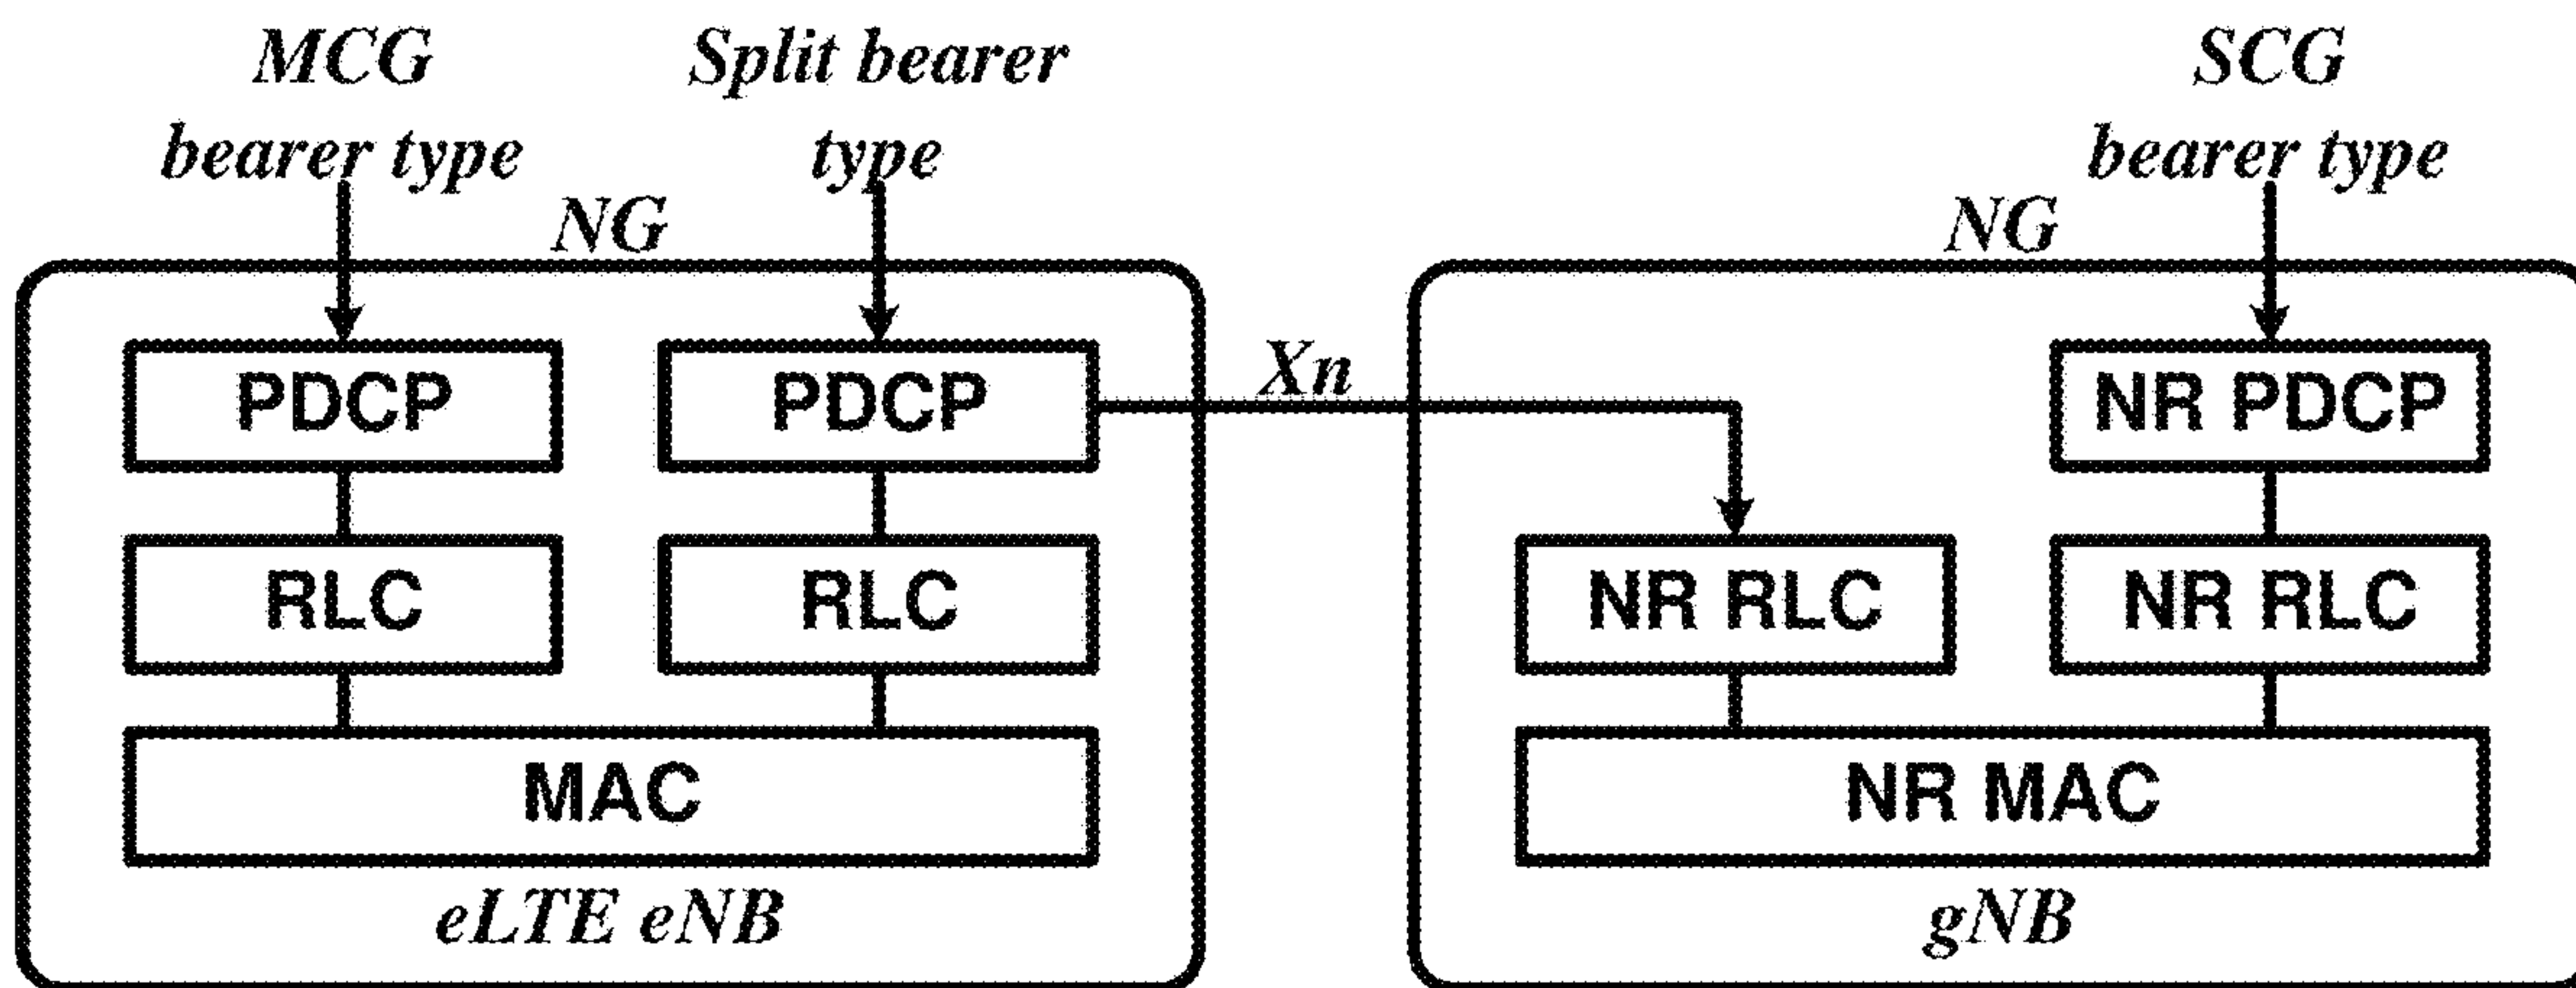 MCG
bearer type
Split bearer
type
SCG
bearer type
NG
NG
Xn
PDCP
PDCP
NR PDCP
RLC
RLC
NR RLC
NR RLC
MAC
NR MAC
eLTE eNB
gNB